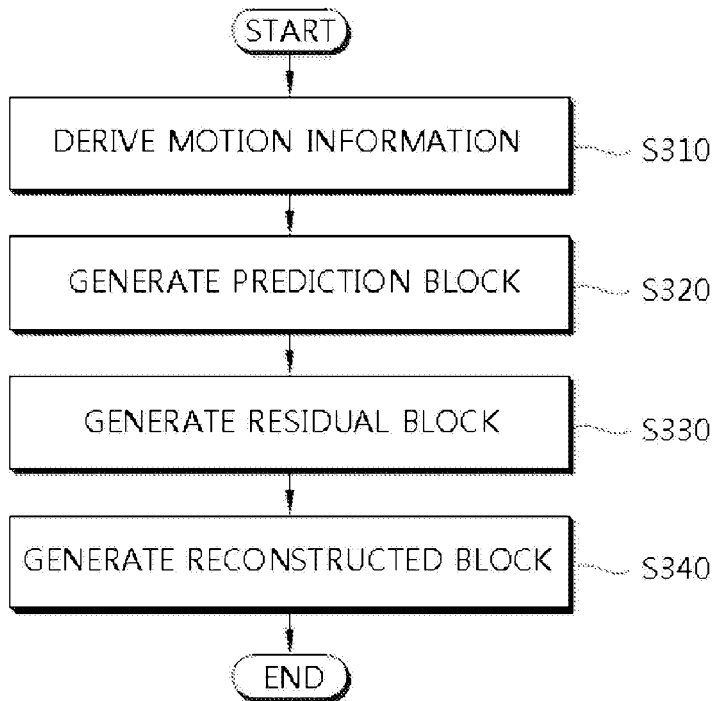 START
DERIVE MOTION INFORMATION
S310
GENERATE PREDICTION BLOCK
S320
GENERATE RESIDUAL BLOCK
S330
GENERATE RECONSTRUCTED BLOCK
S340
END